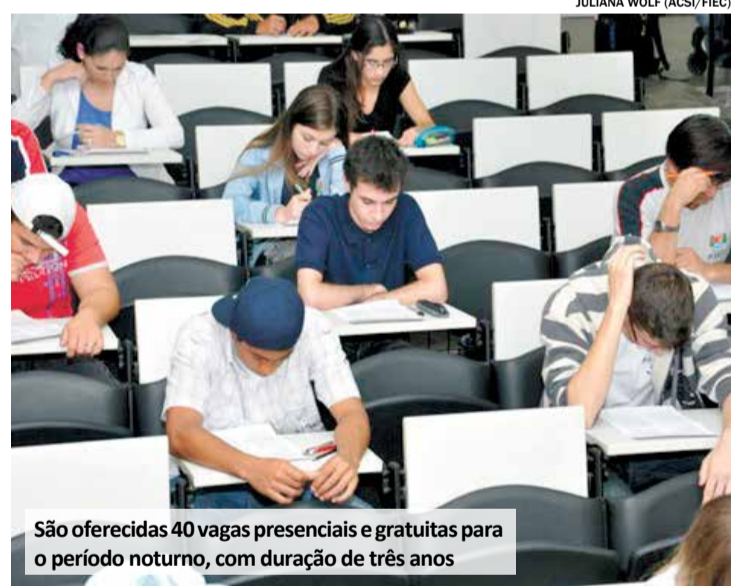 JULIANA WOLF (ACSI/FIEC)
São oferecidas 40 vagas presenciais e gratuitas para
o período noturno, com duração de três anos